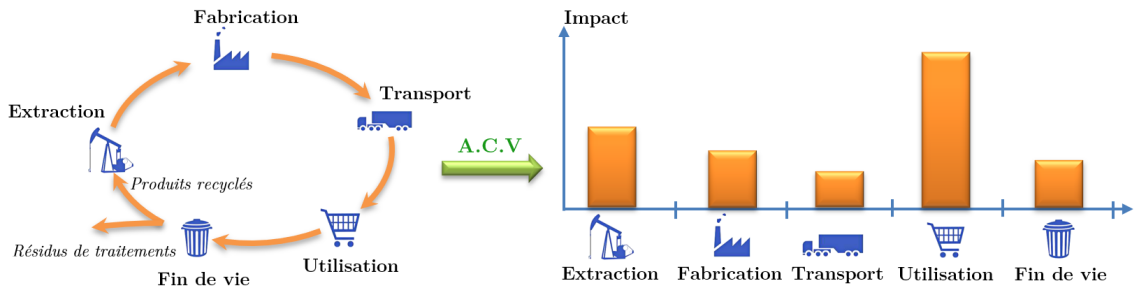 Fabrication
Transport
Extraction
Produits recyclés
Résidus de traitements
Fin de vie
Utilisation
A.C.V
Impact
Extraction
Fabrication
Transport
Utilisation
Fin de vie